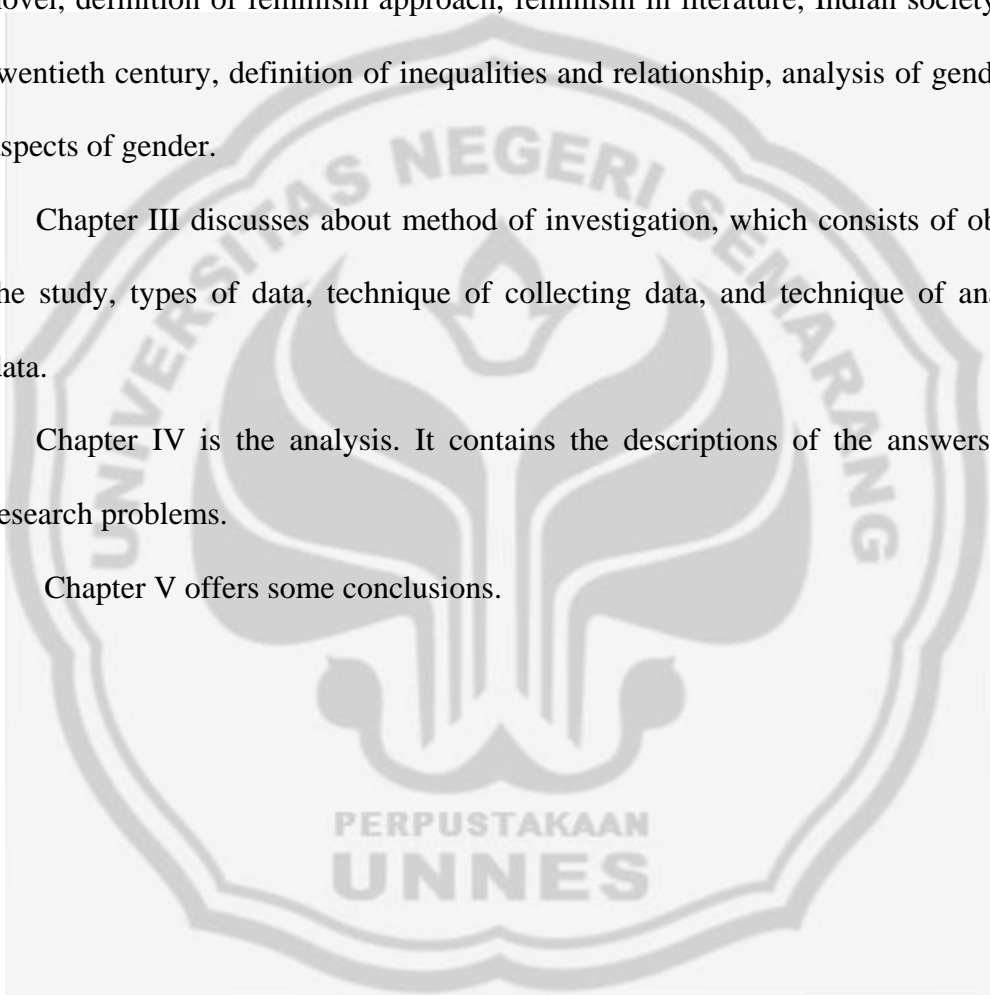 novel, definition of feminism approach, feminism in literature, Indian society
twentieth century, definition of inequalities and relationship, analysis of gend
aspects of gender.
Chapter III discusses about method of investigation, which consists of ob
the study, types of data, technique of collecting data, and technique of ana
data.
Chapter IV is the analysis. It contains the descriptions of the answers
research problems.
Chapter V offers some conclusions.
UNIVERSITAS NEGERI SEMARANG
PERPUSTAKAAN
UNNES